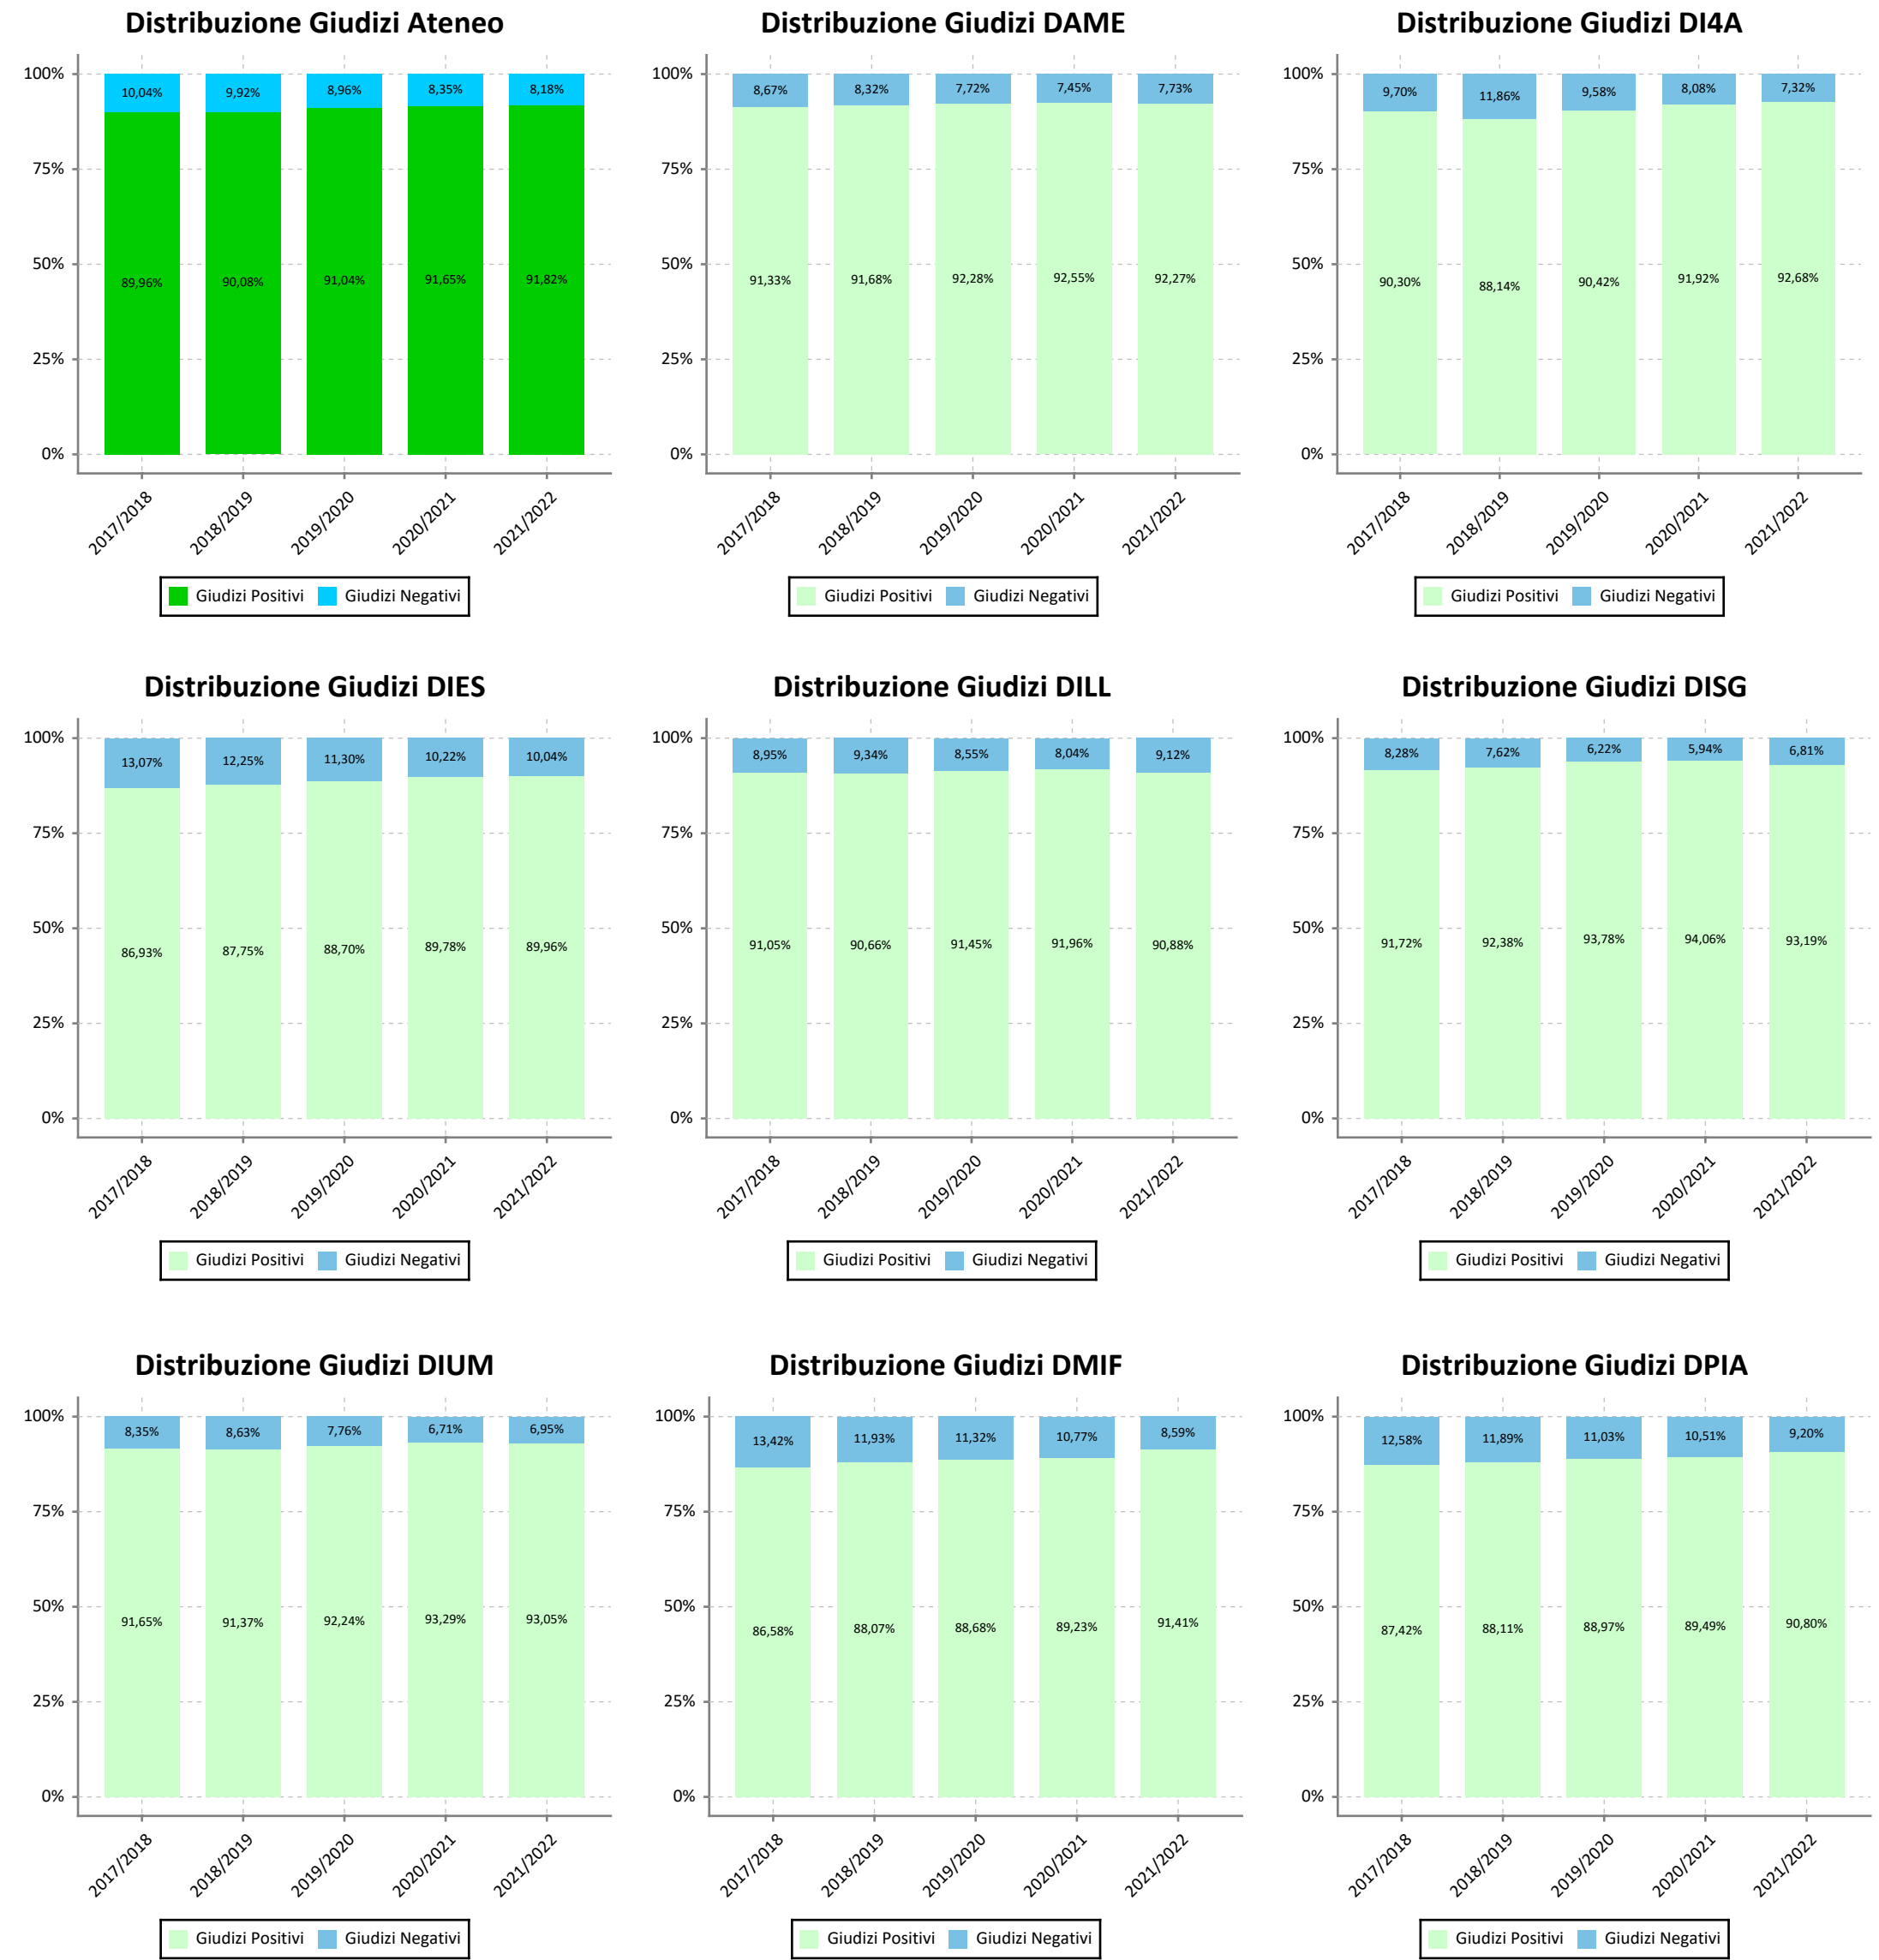 Distribuzione Giudizi Ateneo
100%
75%
50%
25%
0%
10,04% 9,92% 8,96% 8,35% 8,18%
89,96% 90,08% 91,04% 91,65% 91,82%
2017/2018 2018/2019 2019/2020 2020/2021 2021/2022
Giudizi Positivi Giudizi Negativi
Distribuzione Giudizi DAME
100%
75%
50%
25%
0%
8,67% 8,32% 7,72% 7,45% 7,73%
91,33% 91,68% 92,28% 92,55% 92,27%
2017/2018 2018/2019 2019/2020 2020/2021 2021/2022
Giudizi Positivi Giudizi Negativi
Distribuzione Giudizi DI4A
100%
75%
50%
25%
0%
9,70% 11,86% 9,58% 8,08% 7,32%
90,30% 88,14% 90,42% 91,92% 92,68%
2017/2018 2018/2019 2019/2020 2020/2021 2021/2022
Giudizi Positivi Giudizi Negativi
Distribuzione Giudizi DIES
100%
75%
50%
25%
0%
13,07% 12,25% 11,30% 10,22% 10,04%
86,93% 87,75% 88,70% 89,78% 89,96%
2017/2018 2018/2019 2019/2020 2020/2021 2021/2022
Giudizi Positivi Giudizi Negativi
Distribuzione Giudizi DILL
100%
75%
50%
25%
0%
8,95% 9,34% 8,55% 8,04% 9,12%
91,05% 90,66% 91,45% 91,96% 90,88%
2017/2018 2018/2019 2019/2020 2020/2021 2021/2022
Giudizi Positivi Giudizi Negativi
Distribuzione Giudizi DISG
100%
75%
50%
25%
0%
8,28% 7,62% 6,22% 5,94% 6,81%
91,72% 92,38% 93,78% 94,06% 93,19%
2017/2018 2018/2019 2019/2020 2020/2021 2021/2022
Giudizi Positivi Giudizi Negativi
Distribuzione Giudizi DIUM
100%
75%
50%
25%
0%
8,35% 8,63% 7,76% 6,71% 6,95%
91,65% 91,37% 92,24% 93,29% 93,05%
2017/2018 2018/2019 2019/2020 2020/2021 2021/2022
Giudizi Positivi Giudizi Negativi
Distribuzione Giudizi DMIF
100%
75%
50%
25%
0%
13,42% 11,93% 11,32% 10,77% 8,59%
86,58% 88,07% 88,68% 89,23% 91,41%
2017/2018 2018/2019 2019/2020 2020/2021 2021/2022
Giudizi Positivi Giudizi Negativi
Distribuzione Giudizi DPIA
100%
75%
50%
25%
0%
12,58% 11,89% 11,03% 10,51% 9,20%
87,42% 88,11% 88,97% 89,49% 90,80%
2017/2018 2018/2019 2019/2020 2020/2021 2021/2022
Giudizi Positivi Giudizi Negativi